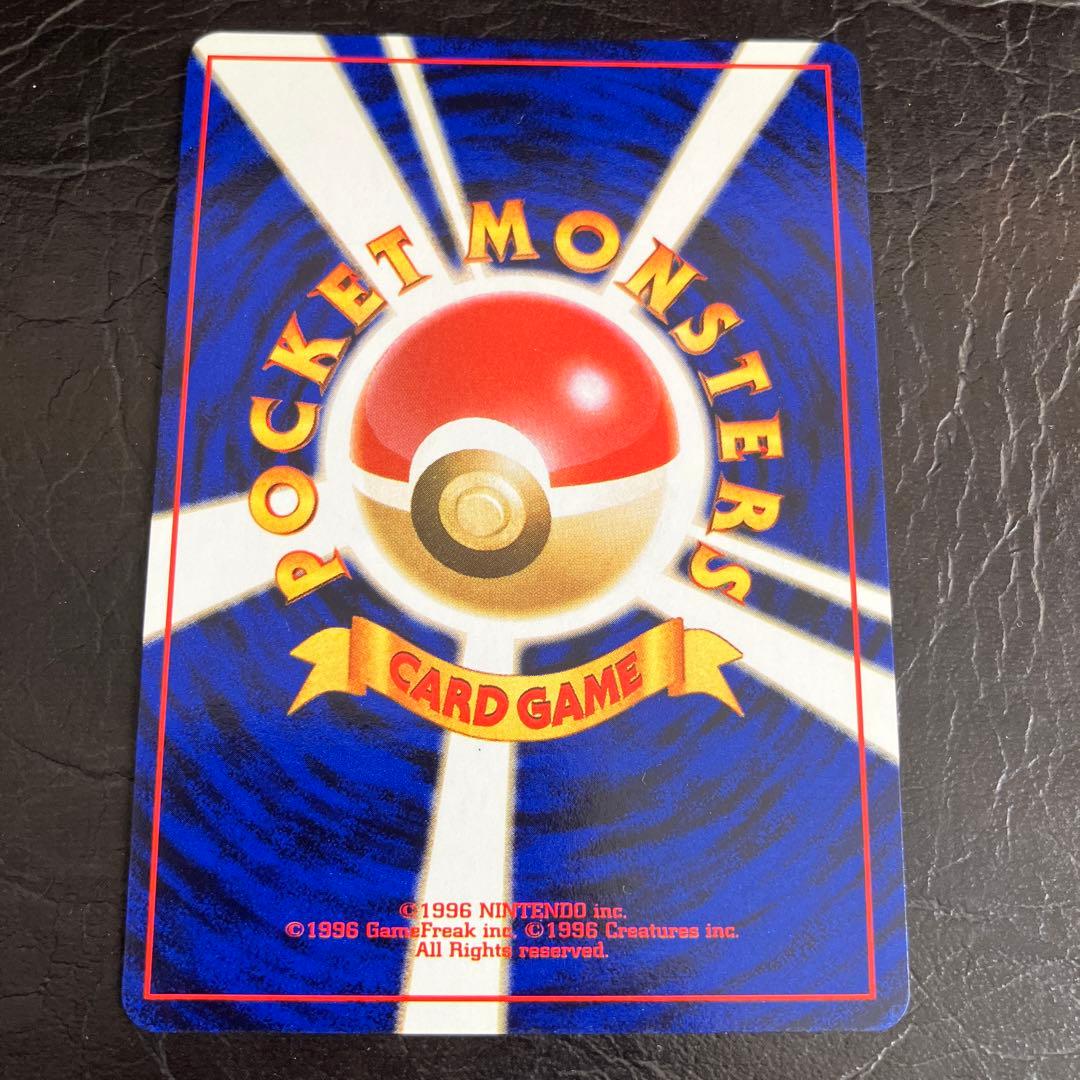 POCKET MONSTERS
CARD GAME
©1996 NINTENDO inc.
©1996 GameFreak inc. ©1996 Creatures inc.
All Rights reserved.